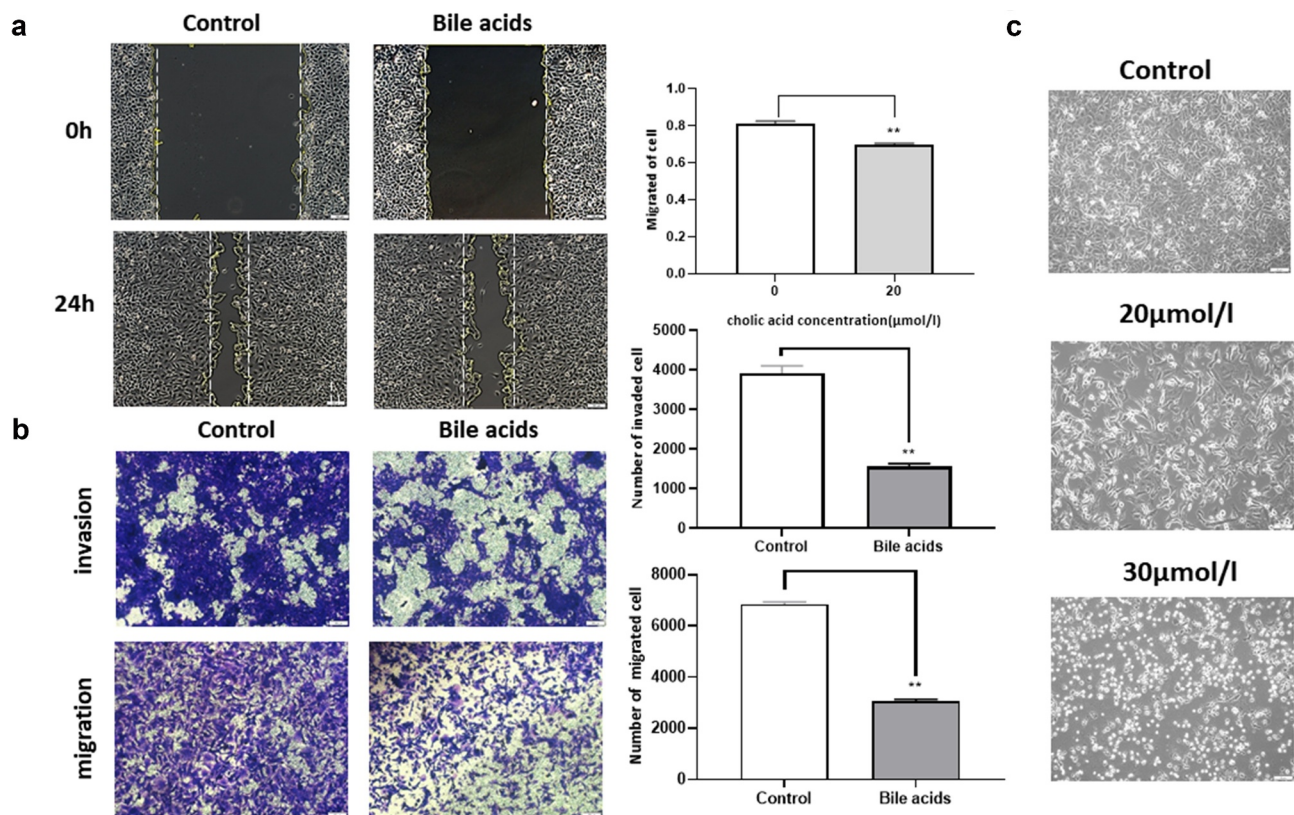 a
Control
Bile acids
0h
24h
b
Control
Bile acids
invasion
migration
Migrated of cell
1.0
0.8
0.6
0.4
0.2
0.0
**
0
20
cholic acid concentration(μmol/l)
Number of invaded cell
5000
4000
3000
2000
1000
0
**
Control
Bile acids
Number of migrated cell
8000
6000
4000
2000
0
**
Control
Bile acids
c
Control
20μmol/l
30μmol/l